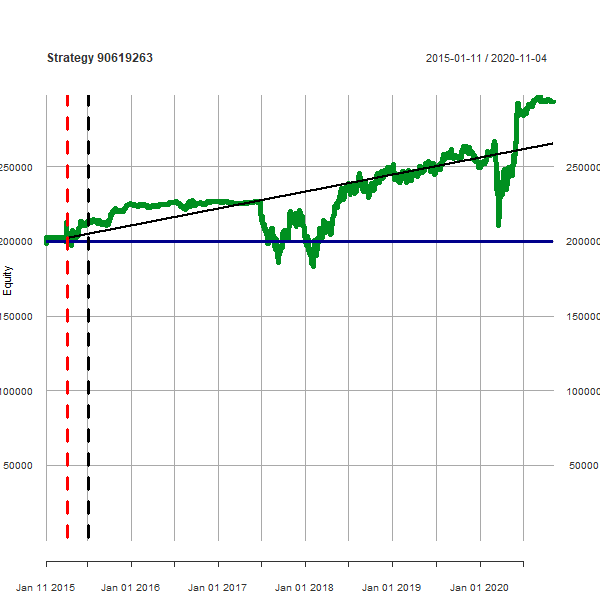 Strategy 90619263
2015-01-11 / 2020-11-04
250000
250000
200000
200000
Equity
150000
150000
100000
100000
50000
50000
Jan 11 2015
Jan 01 2016
Jan 01 2017
Jan 01 2018
Jan 01 2019
Jan 01 2020